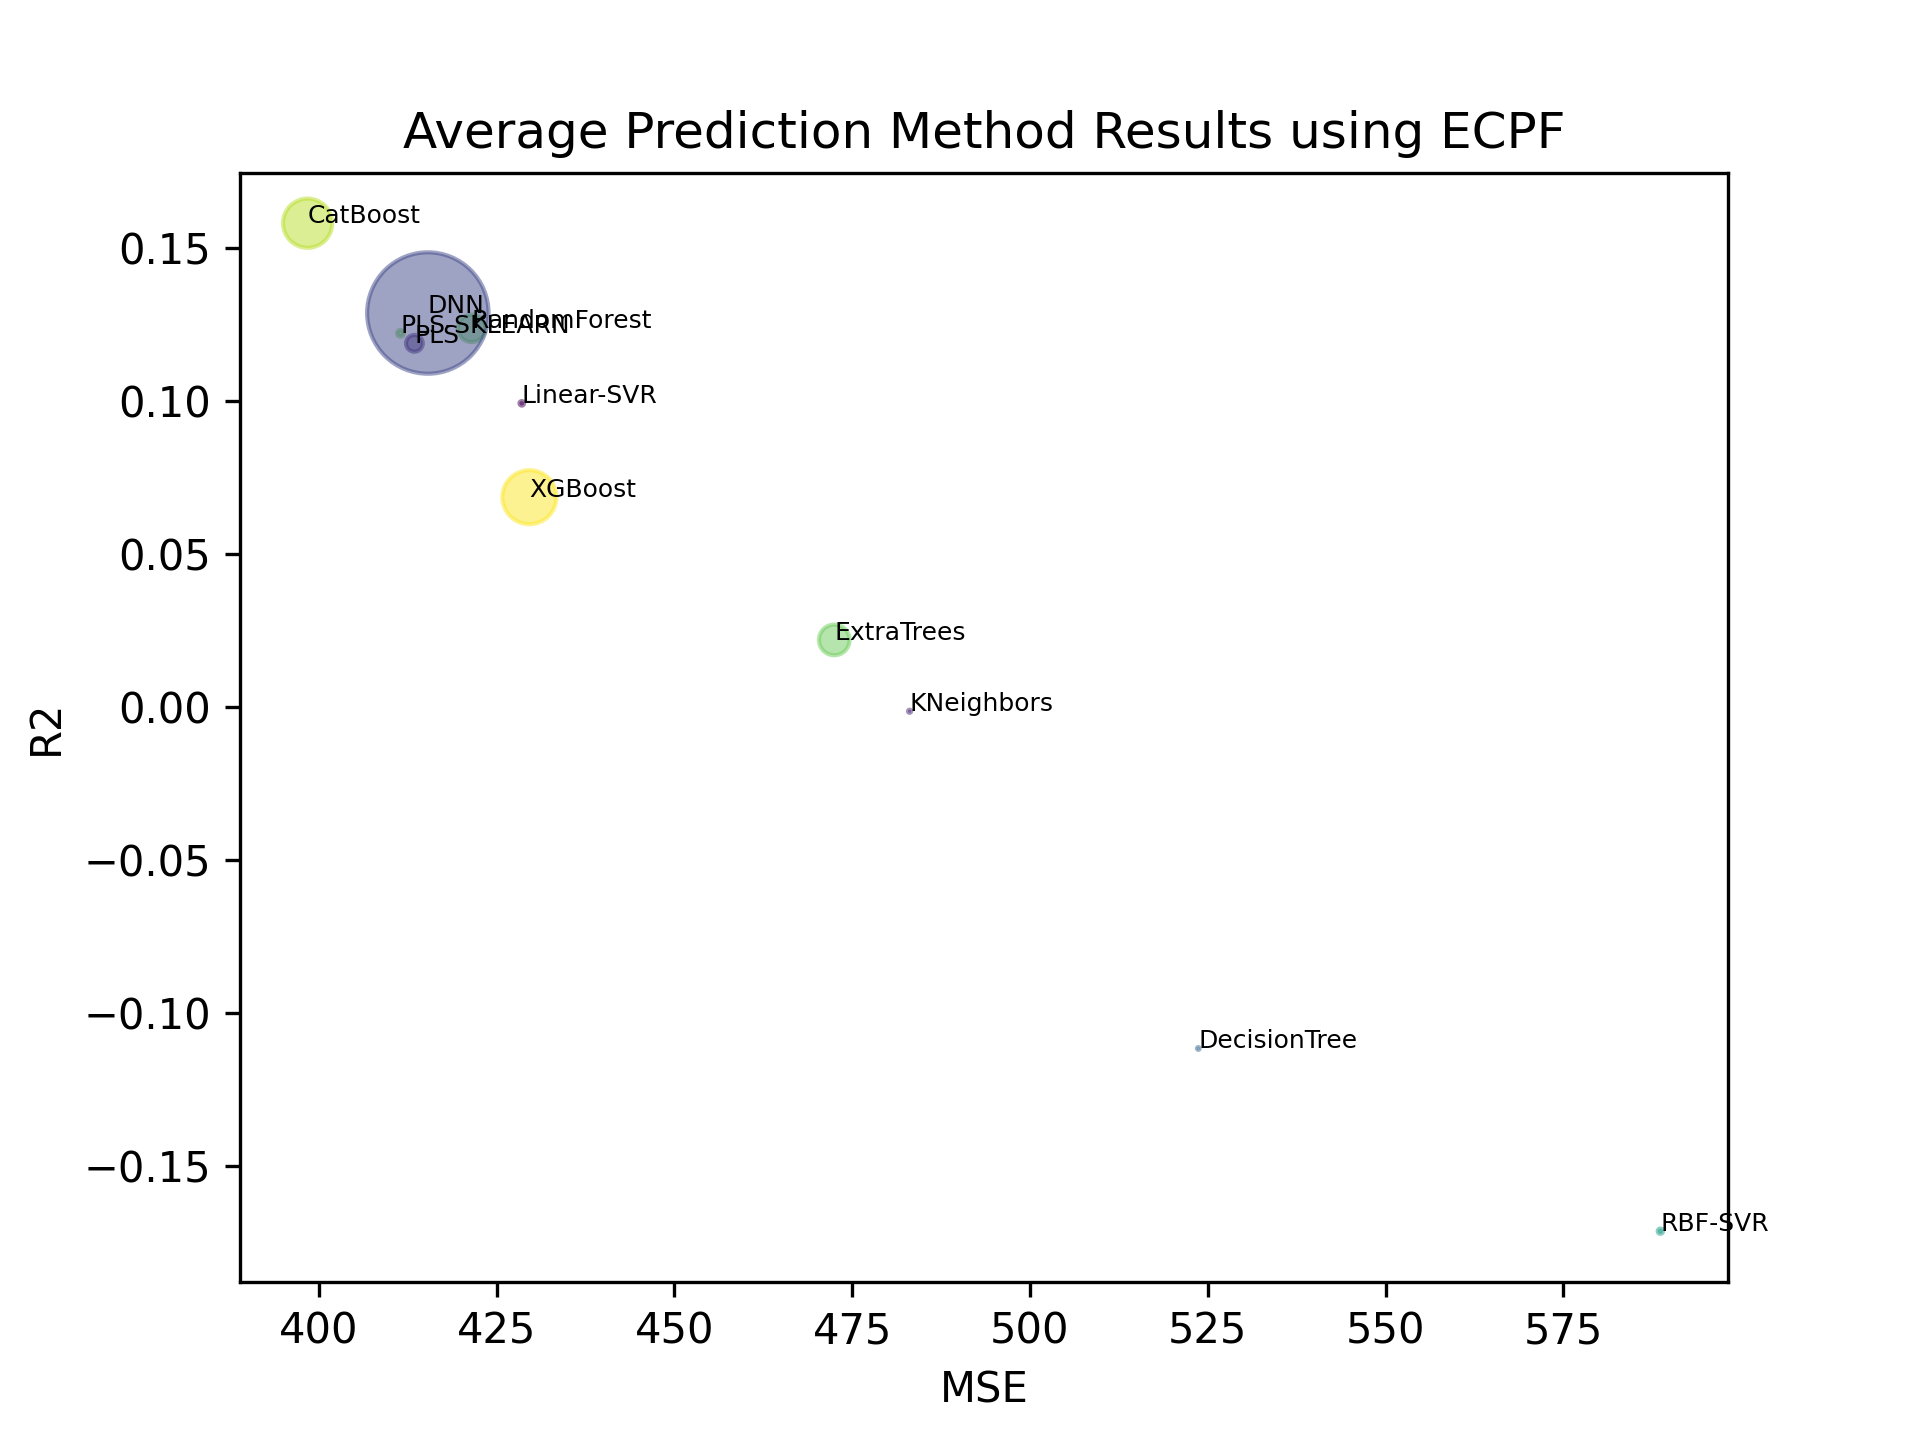 Average Prediction Method Results using ECPF
CatBoost
DNN
RandomForest
PLS SKLEARN
PLS
Linear-SVR
XGBoost
ExtraTrees
KNeighbors
DecisionTree
RBF-SVR
R2
0.15
0.10
0.05
0.00
−0.05
−0.10
−0.15
400 425 450 475 500 525 550 575
MSE